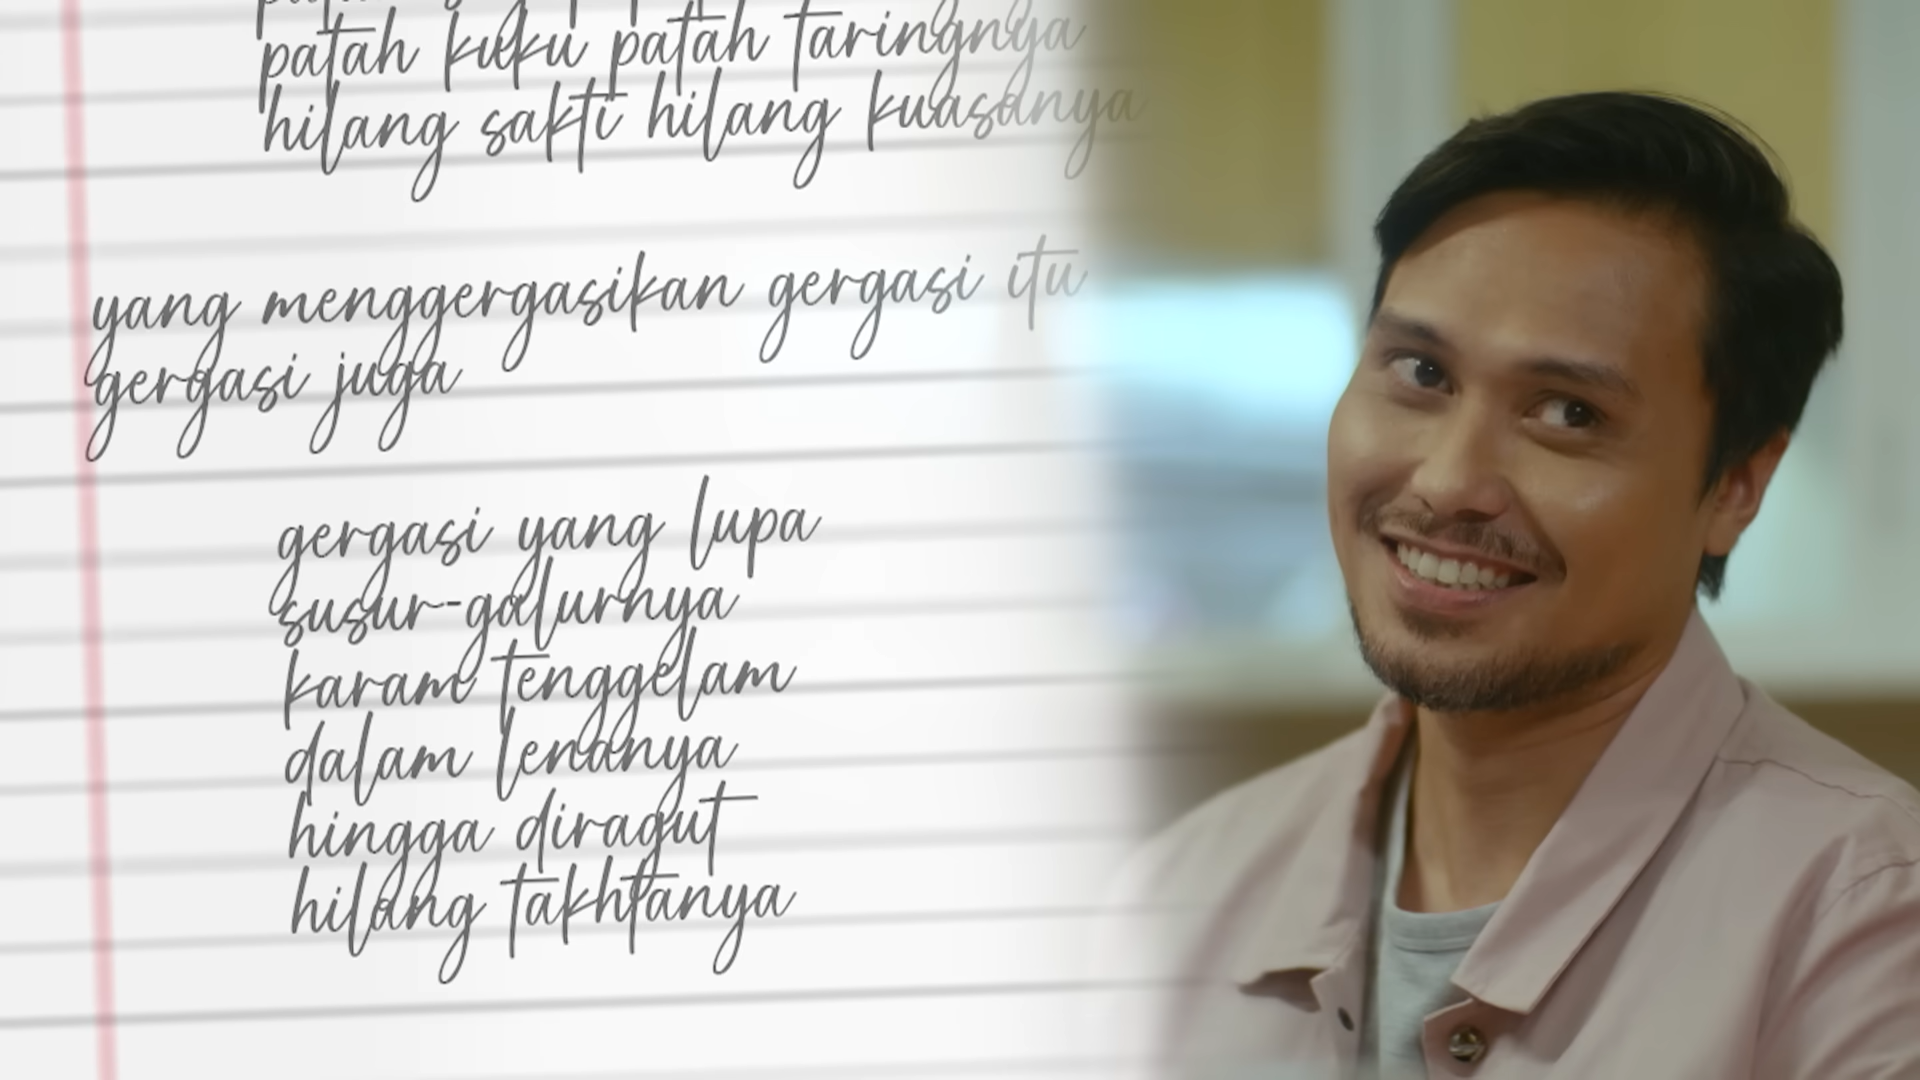 patah kuku patah taringnya
hilang sakti hilang kuasanya
yang menggergasikan gergasi itu
gergasi juga
gergasi yang lupa
susur-galurnya
karam tenggelam
dalam lenanya
hingga diragut
hilang takhtanya